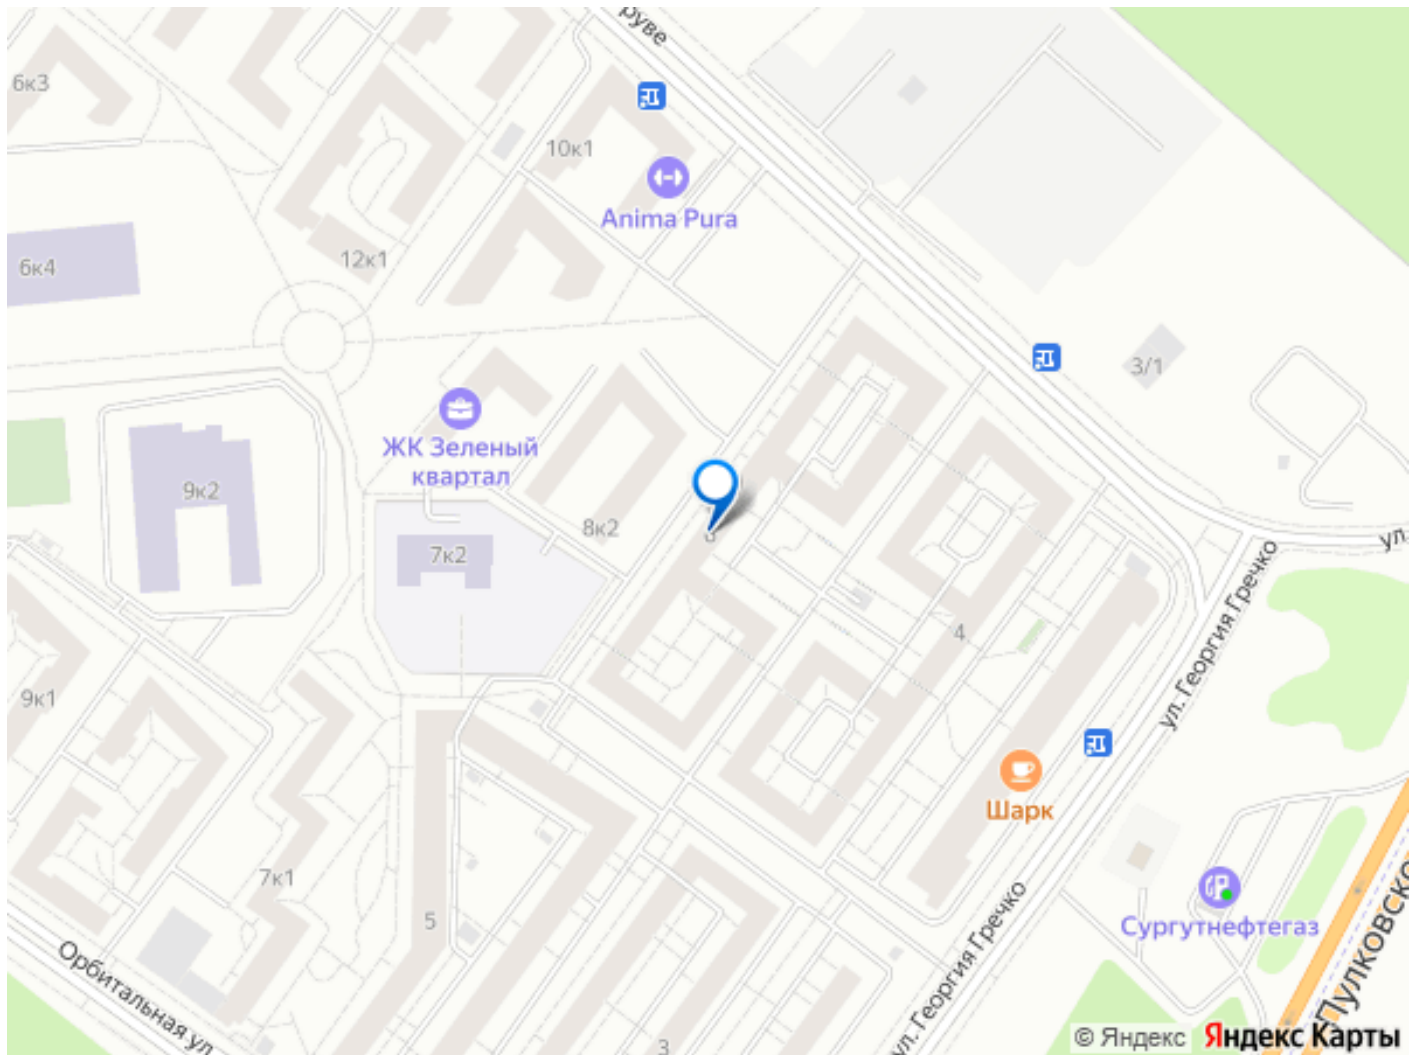 руве
6к3
10к1
Anima Pura
12к1
6к4
3/1
ЖК Зеленый
квартал
9к2
8к2
7к2
ул.
ул. Георгия Гречко
4
9к1
Шарк
7к1
5
Сургутнефтегаз
ул. Георгия Гречко
Пулковско
Орбитальная ул.
3
© Яндекс Яндекс Карты